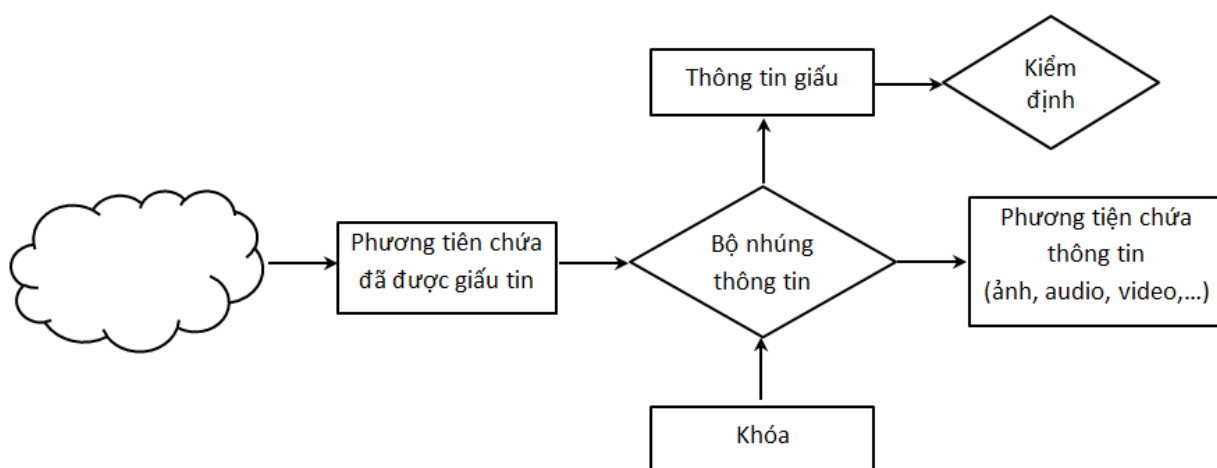 Thông tin giấu
Kiểm
định
Phương tiên chứa
đã được giấu tin
Bộ nhúng
thông tin
Phương tiện chứa
thông tin
(ảnh, audio, video,...)
Khóa